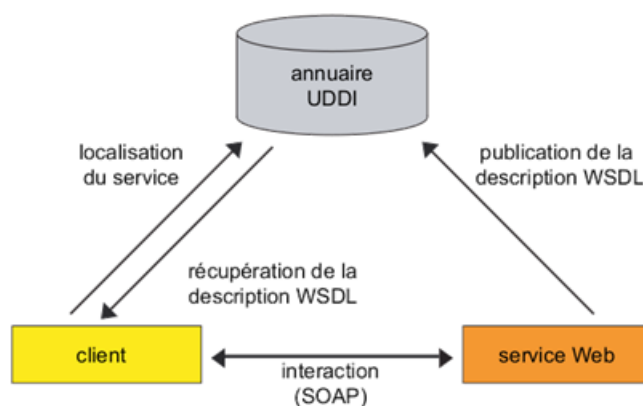 annuaire
UDDI
localisation
du service
publication de la
description WSDL
récupération de la
description WSDL
client
interaction
(SOAP)
service Web